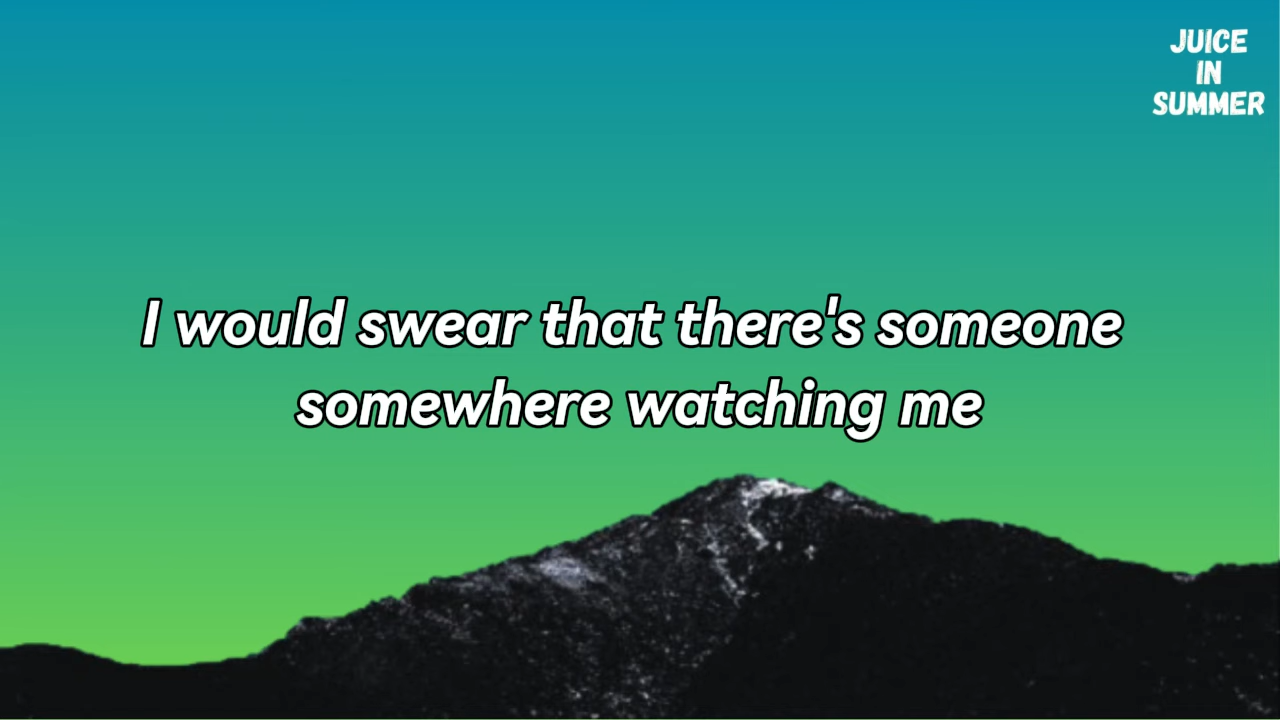 JUICE
IN
SUMMER
I would swear that there's someone
somewhere watching me